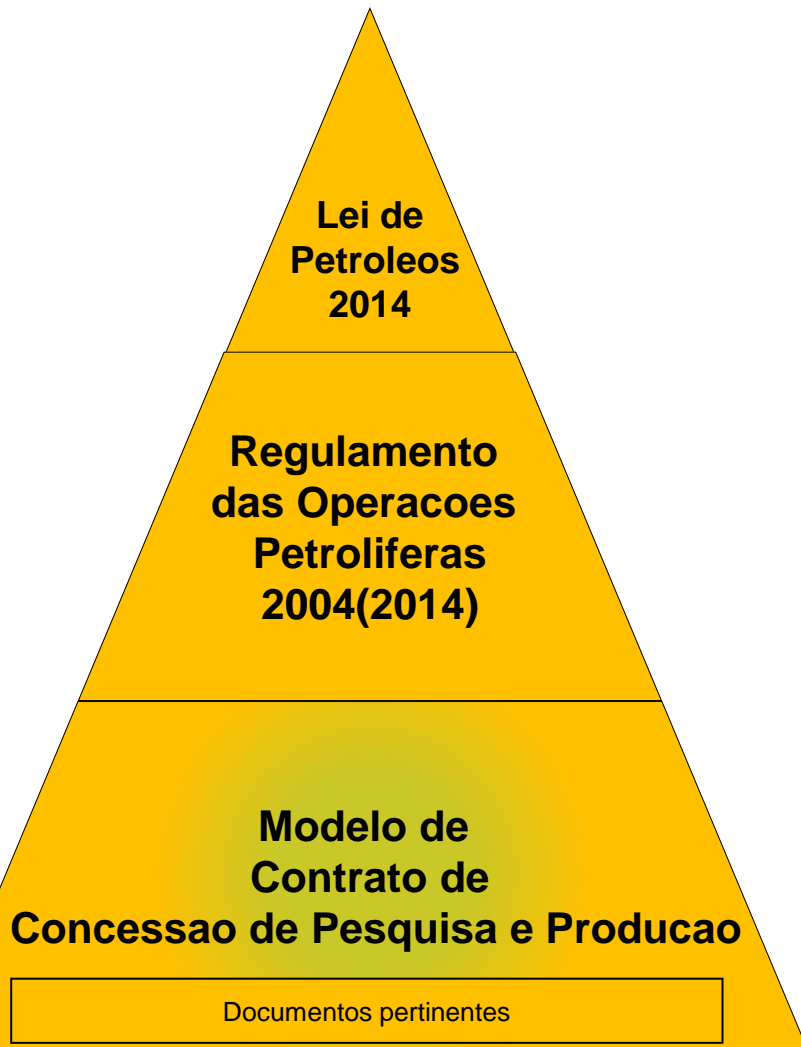 Lei de
Petroleos
2014
Regulamento
das Operacoes
Petroliferas
2004(2014)
Modelo de
Contrato de
Concessao de Pesquisa e Producao
Documentos pertinentes